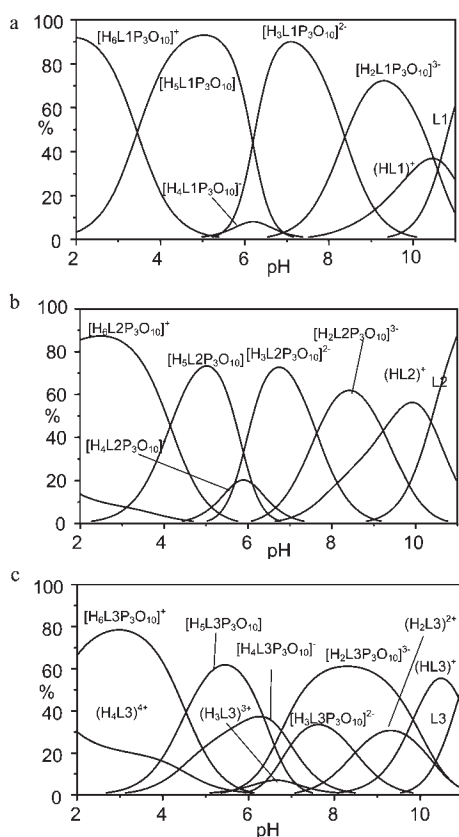 a
[H₆L1P₃O₁₀]⁺
[H₃L1P₃O₁₀]²⁻
100
80
60
%
40
20
0
[H₅L1P₃O₁₀]
[H₂L1P₃O₁₀]³⁻
L1
(HL1)⁺
[H₄L1P₃O₁₀]⁻
2 4 6 8 10
pH
b
100
80
60
%
40
20
0
[H₆L2P₃O₁₀]⁺
[H₅L2P₃O₁₀]
[H₃L2P₃O₁₀]²⁻
[H₂L2P₃O₁₀]³⁻
(HL2)⁺
L2
[H₄L2P₃O₁₀]
2 4 6 8 10
pH
c
100
80
60
%
40
20
0
[H₆L3P₃O₁₀]⁺
[H₅L3P₃O₁₀]
[H₄L3P₃O₁₀]⁻
[H₂L3P₃O₁₀]³⁻
(H₂L3)²⁺
(HL3)⁺
(H₄L3)⁴⁺
(H₃L3)³⁺
[H₃L3P₃O₁₀]²⁻
L3
2 4 6 8 10
pH